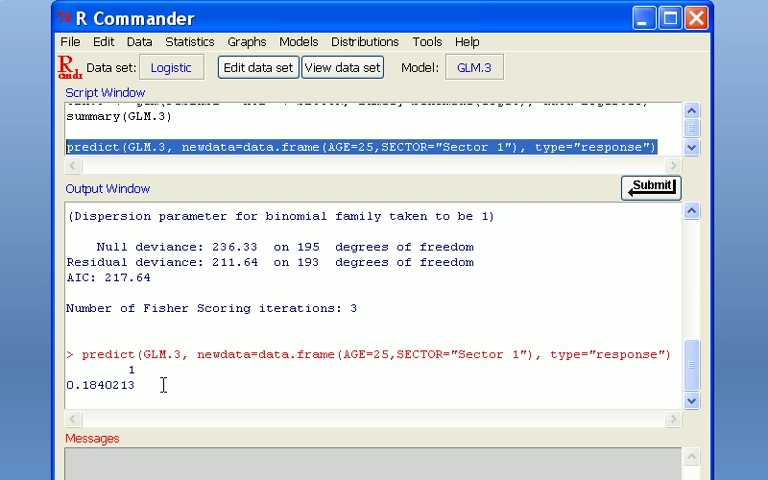 R Commander
File Edit Data Statistics Graphs Models Distributions Tools Help
R cmdr Data set: Logistic Edit data set View data set Model: GLM.3
Script Window
summary(GLM.3)
predict(GLM.3, newdata=data.frame(AGE=25,SECTOR="Sector 1"), type="response")
Output Window
Submit
(Dispersion parameter for binomial family taken to be 1)
Null deviance: 236.33 on 195 degrees of freedom
Residual deviance: 211.64 on 193 degrees of freedom
AIC: 217.64
Number of Fisher Scoring iterations: 3
> predict(GLM.3, newdata=data.frame(AGE=25,SECTOR="Sector 1"), type="response")
1
0.1840213
Messages